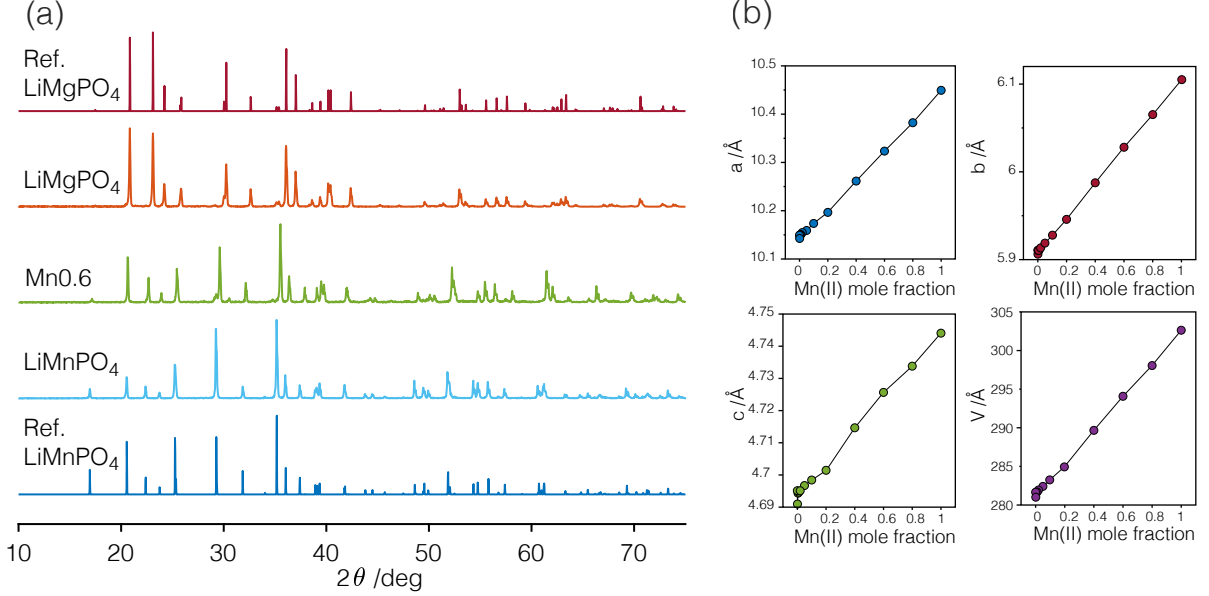 (a)
Ref.
LiMgPO4
LiMgPO4
Mn0.6
LiMnPO4
Ref.
LiMnPO4
10 20 30 40 50 60 70
2θ /deg
(b)
10.5
10.4
10.3
10.2
10.1
a /Å
0 0.2 0.4 0.6 0.8 1
Mn(II) mole fraction
6.1
6
5.9
b /Å
0 0.2 0.4 0.6 0.8 1
Mn(II) mole fraction
4.75
4.74
4.73
4.72
4.71
4.7
4.69
c /Å
0 0.2 0.4 0.6 0.8 1
Mn(II) mole fraction
305
300
295
290
285
280
V /Å
0 0.2 0.4 0.6 0.8 1
Mn(II) mole fraction